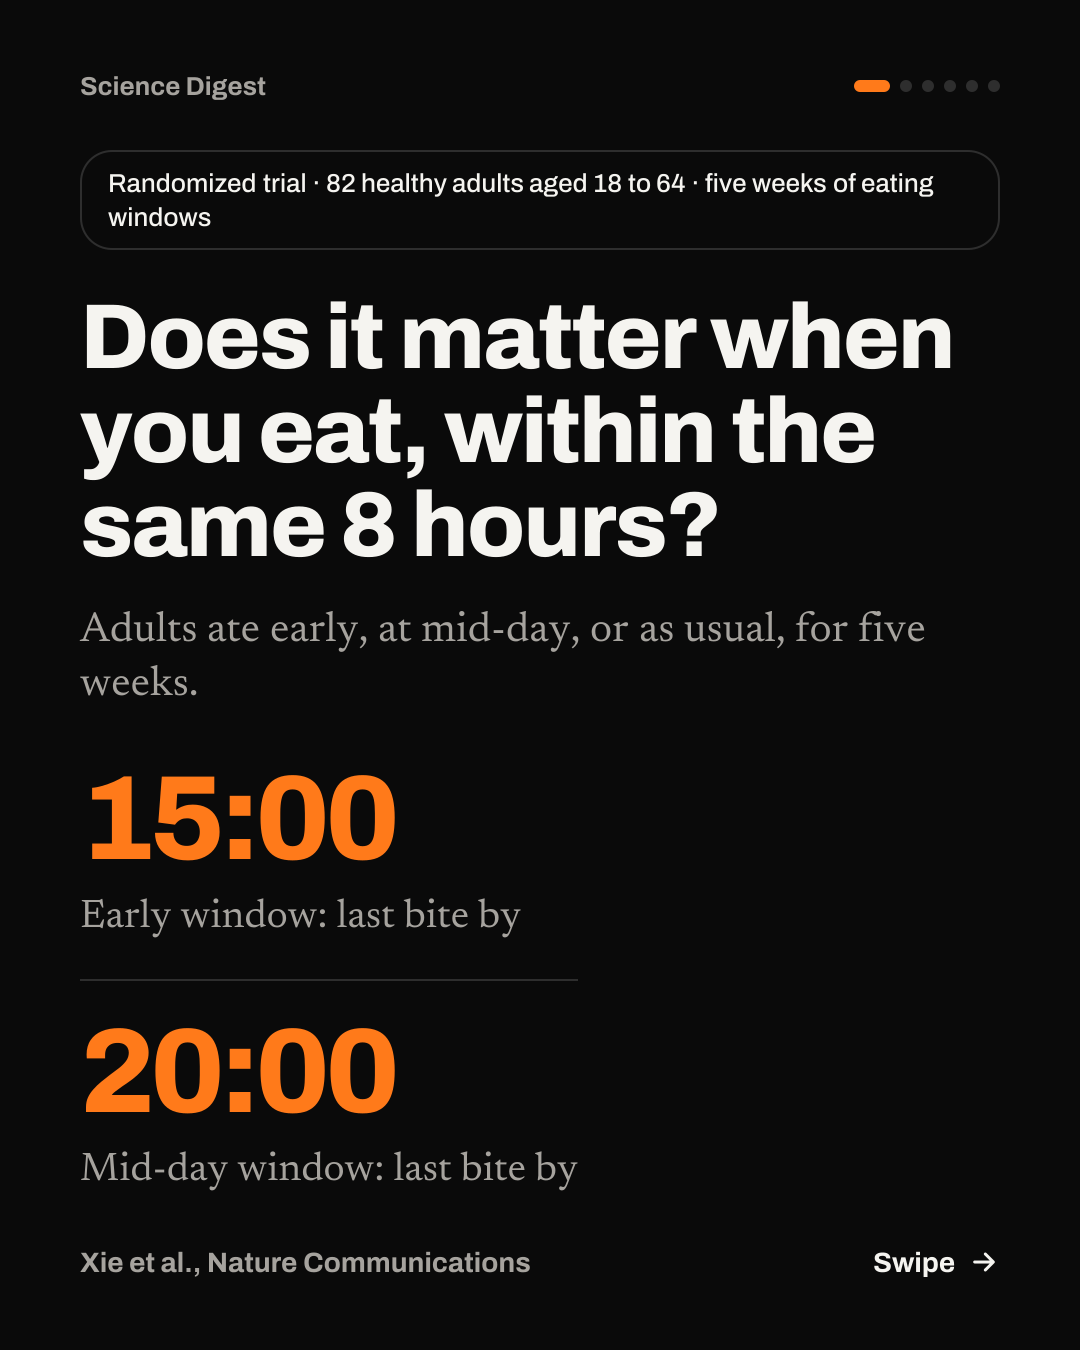 Science Digest
Randomized trial · 82 healthy adults aged 18 to 64 · five weeks of eating
windows
Does it matter when
you eat, within the
same 8 hours?
Adults ate early, at mid-day, or as usual, for five
weeks.
15:00
Early window: last bite by
20:00
Mid-day window: last bite by
Xie et al., Nature Communications
Swipe →